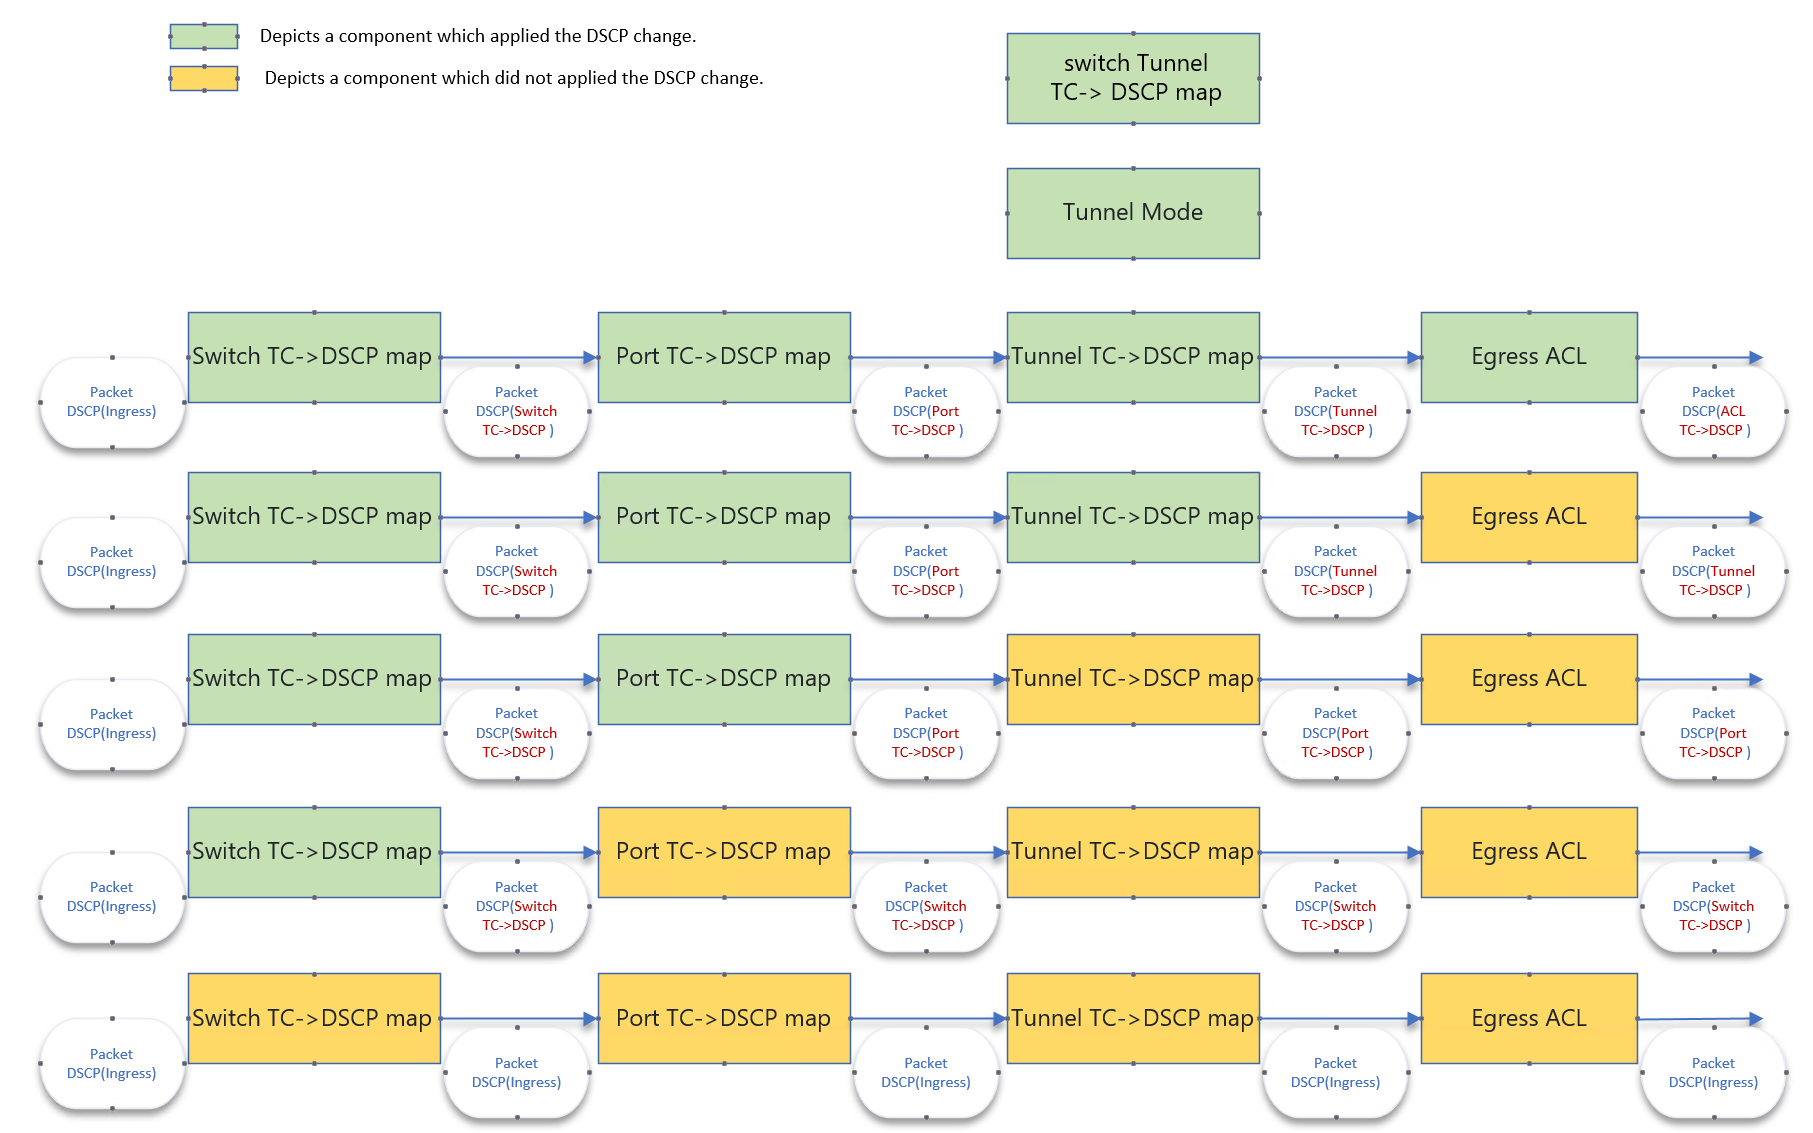 Depicts a component which applied the DSCP change.
Depicts a component which did not applied the DSCP change.
switch Tunnel
TC-> DSCP map
Tunnel Mode
Switch TC->DSCP map
Port TC->DSCP map
Tunnel TC->DSCP map
Egress ACL
Packet
DSCP(Ingress)
Packet
DSCP(Switch
TC->DSCP )
Packet
DSCP(Port
TC->DSCP )
Packet
DSCP(Tunnel
TC->DSCP )
Packet
DSCP(ACL
TC->DSCP )
Switch TC->DSCP map
Port TC->DSCP map
Tunnel TC->DSCP map
Egress ACL
Packet
DSCP(Ingress)
Packet
DSCP(Switch
TC->DSCP )
Packet
DSCP(Port
TC->DSCP )
Packet
DSCP(Tunnel
TC->DSCP )
Packet
DSCP(Tunnel
TC->DSCP )
Switch TC->DSCP map
Port TC->DSCP map
Tunnel TC->DSCP map
Egress ACL
Packet
DSCP(Ingress)
Packet
DSCP(Switch
TC->DSCP )
Packet
DSCP(Port
TC->DSCP )
Packet
DSCP(Port
TC->DSCP )
Packet
DSCP(Port
TC->DSCP )
Switch TC->DSCP map
Port TC->DSCP map
Tunnel TC->DSCP map
Egress ACL
Packet
DSCP(Ingress)
Packet
DSCP(Switch
TC->DSCP )
Packet
DSCP(Switch
TC->DSCP )
Packet
DSCP(Switch
TC->DSCP )
Packet
DSCP(Switch
TC->DSCP )
Switch TC->DSCP map
Port TC->DSCP map
Tunnel TC->DSCP map
Egress ACL
Packet
DSCP(Ingress)
Packet
DSCP(Ingress)
Packet
DSCP(Ingress)
Packet
DSCP(Ingress)
Packet
DSCP(Ingress)